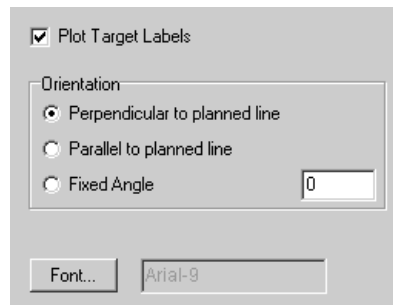 Plot Target Labels
Orientation
Perpendicular to planned line
Parallel to planned line
Fixed Angle 0
Font... Arial-9